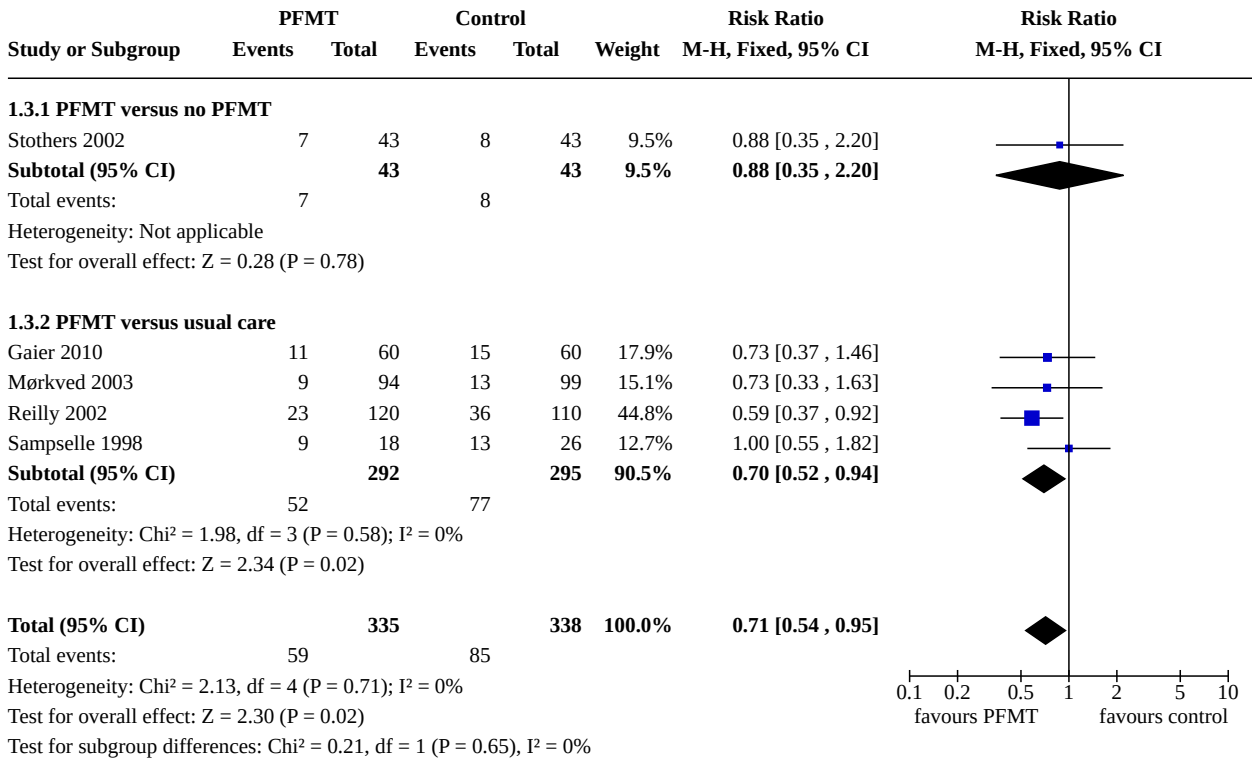 PFMT Control Risk Ratio Risk Ratio
Study or Subgroup Events Total Events Total Weight M-H, Fixed, 95% CI M-H, Fixed, 95% CI
1.3.1 PFMT versus no PFMT
Stothers 2002 7 43 8 43 9.5% 0.88 [0.35 , 2.20]
Subtotal (95% CI) 43 43 9.5% 0.88 [0.35 , 2.20]
Total events: 7 8
Heterogeneity: Not applicable
Test for overall effect: Z = 0.28 (P = 0.78)
1.3.2 PFMT versus usual care
Gaier 2010 11 60 15 60 17.9% 0.73 [0.37 , 1.46]
Mørkved 2003 9 94 13 99 15.1% 0.73 [0.33 , 1.63]
Reilly 2002 23 120 36 110 44.8% 0.59 [0.37 , 0.92]
Sampselle 1998 9 18 13 26 12.7% 1.00 [0.55 , 1.82]
Subtotal (95% CI) 292 295 90.5% 0.70 [0.52 , 0.94]
Total events: 52 77
Heterogeneity: Chi² = 1.98, df = 3 (P = 0.58); I² = 0%
Test for overall effect: Z = 2.34 (P = 0.02)
Total (95% CI) 335 338 100.0% 0.71 [0.54 , 0.95]
Total events: 59 85
Heterogeneity: Chi² = 2.13, df = 4 (P = 0.71); I² = 0%
0.1 0.2 0.5 1 2 5 10
Test for overall effect: Z = 2.30 (P = 0.02) favours PFMT favours control
Test for subgroup differences: Chi² = 0.21, df = 1 (P = 0.65), I² = 0%